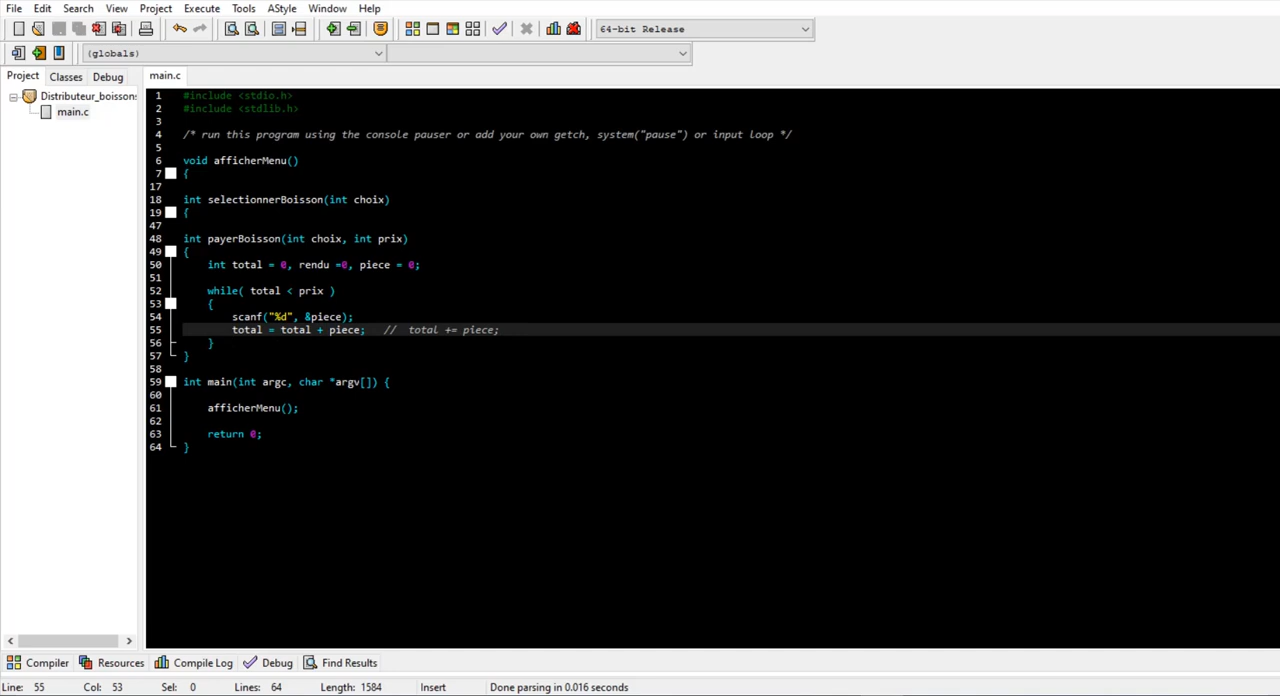 File Edit Search View Project Execute Tools AStyle Window Help
64-bit Release
(globals)
Project Classes Debug
main.c
Distributeur_boissons
main.c
1 #include <stdio.h>
2 #include <stdlib.h>
3
4 /* run this program using the console pauser or add your own getch, system("pause") or input loop */
5
6 void afficherMenu()
7 {
17
18 int selectionnerBoisson(int choix)
19 {
47
48 int payerBoisson(int choix, int prix)
49 {
50 int total = 0, rendu =0, piece = 0;
51
52 while( total < prix )
53 {
54 scanf("%d", &piece);
55 total = total + piece; // total += piece;
56 }
57 }
58
59 int main(int argc, char *argv[]) {
60
61 afficherMenu();
62
63 return 0;
64 }
Compiler Resources Compile Log Debug Find Results
Line: 55 Col: 53 Sel: 0 Lines: 64 Length: 1584 Insert Done parsing in 0.016 seconds